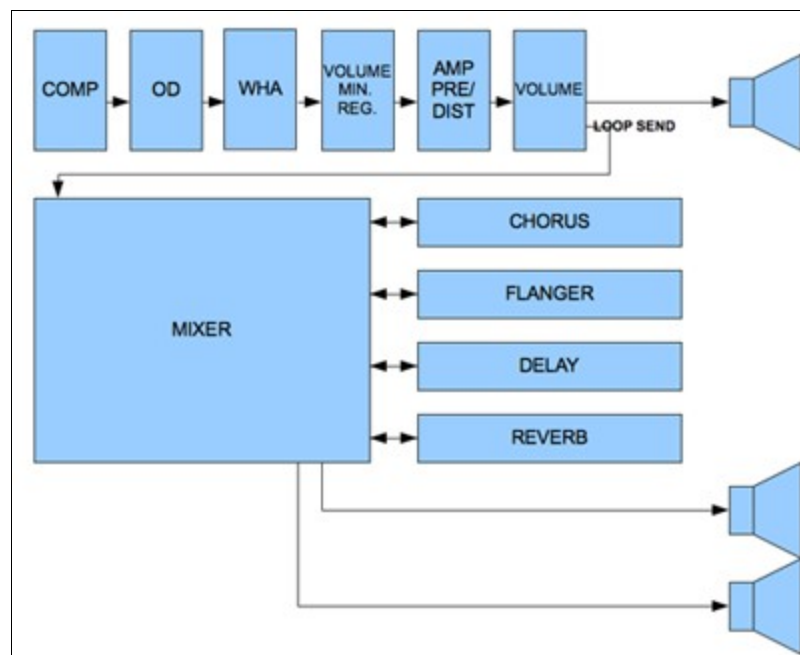 COMP
OD
WHA
VOLUME
MIN.
REG.
AMP
PRE/
DIST
VOLUME
LOOP SEND
MIXER
CHORUS
FLANGER
DELAY
REVERB